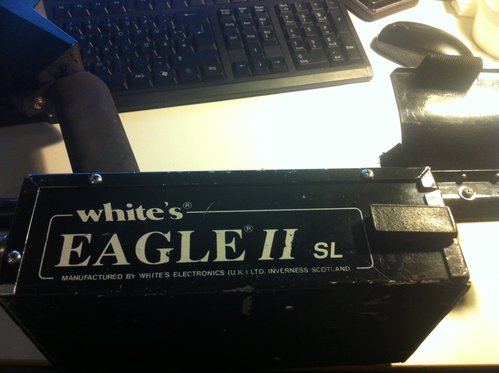 white's®
EAGLE® II SL
MANUFACTURED BY WHITE'S ELECTRONICS (U.K.) LTD. INVERNESS SCOTLAND